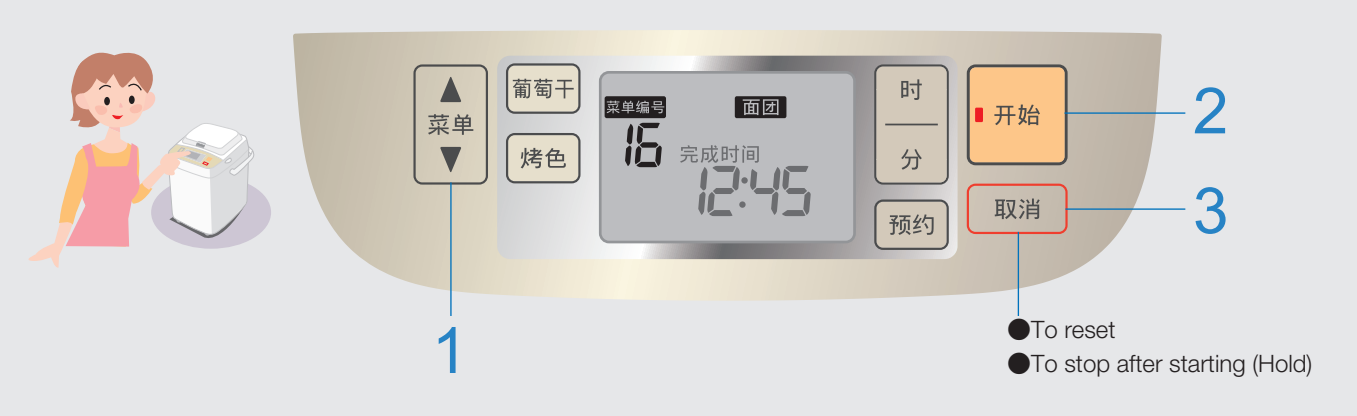 ▲
菜单
▼
葡萄干
烤色
菜单编号
面团
16
完成时间
12:45
时
分
预约
开始
取消
1
2
3
●To reset
●To stop after starting (Hold)